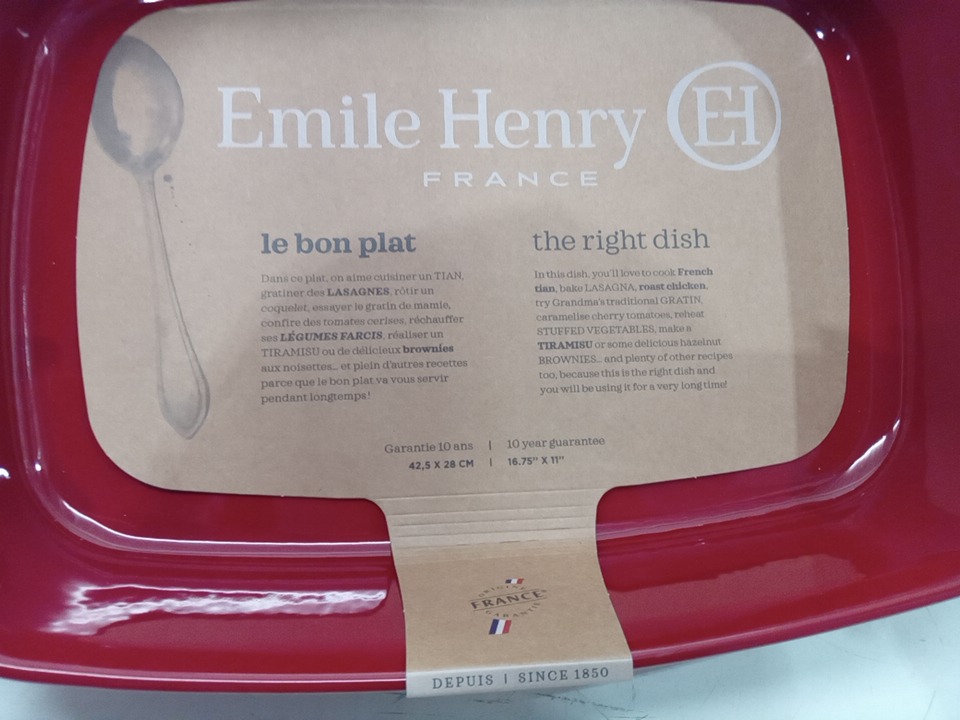 Emile Henry EH
FRANCE
le bon plat
Dans ce plat, on aime cuisiner un TIAN,
gratiner des LASAGNES, rôtir un
coquelet, essayer le gratin de mamie,
confire des tomates cerises, réchauffer
ses LÉGUMES FARCIS, réaliser un
TIRAMISU ou de délicieux brownies
aux noisettes... et plein d'autres recettes
parce que le bon plat va vous servir
pendant longtemps!
the right dish
In this dish, you'll love to cook French
tian, bake LASAGNA, roast chicken,
try Grandma's traditional GRATIN,
caramelise cherry tomatoes, reheat
STUFFED VEGETABLES, make a
TIRAMISU or some delicious hazelnut
BROWNIES... and plenty of other recipes
too, because this is the right dish and
you will be using it for a very long time!
Garantie 10 ans | 10 year guarantee
42,5 X 28 CM | 16.75" X 11"
ORIGINE
FRANCE
GARANTIE
DEPUIS | SINCE 1850